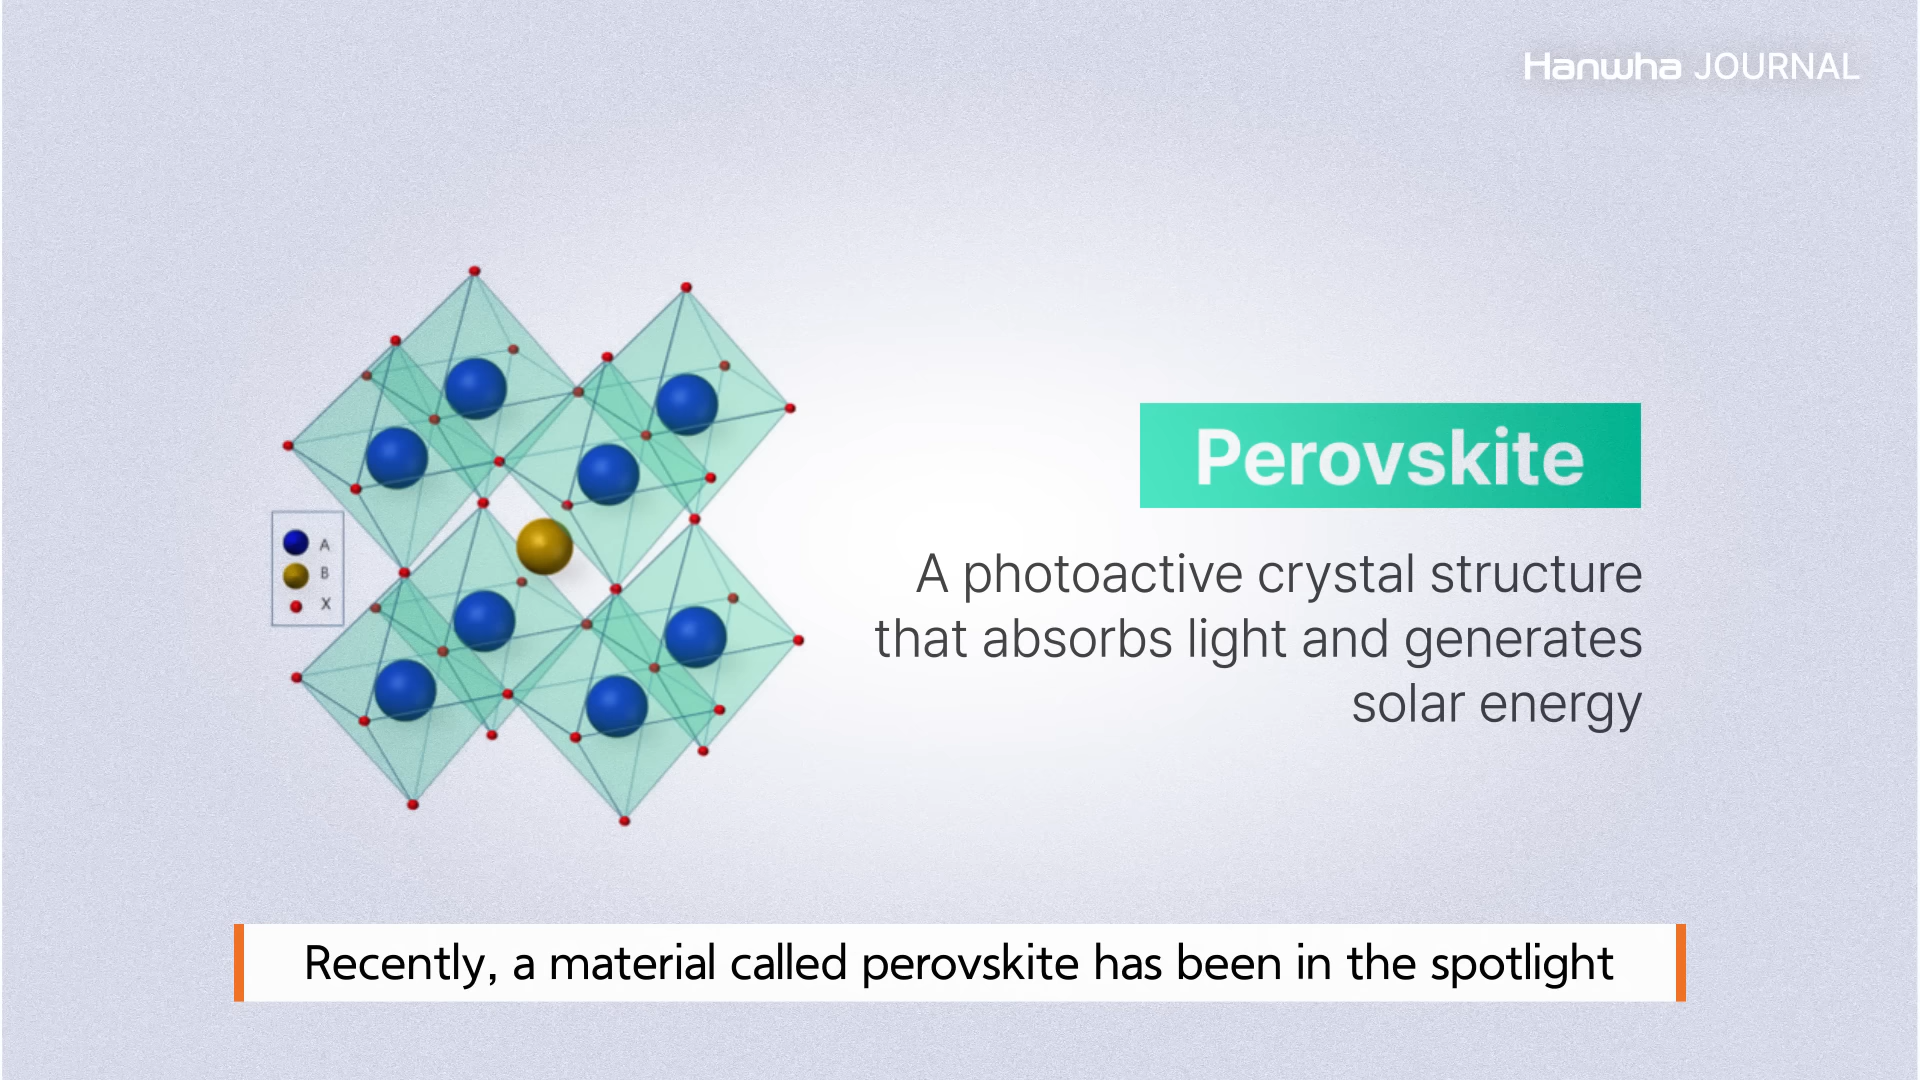 Hanwha JOURNAL
A
B
X
Perovskite
A photoactive crystal structure
that absorbs light and generates
solar energy
Recently, a material called perovskite has been in the spotlight